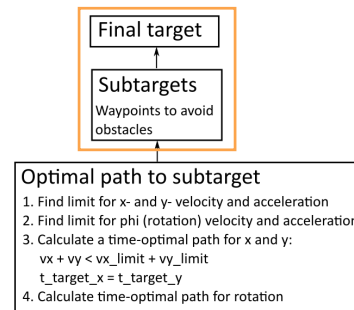 Final target
Subtargets
Waypoints to avoid
obstacles
Optimal path to subtarget
1. Find limit for x- and y- velocity and acceleration
2. Find limit for phi (rotation) velocity and acceleration
3. Calculate a time-optimal path for x and y:
vx + vy < vx_limit + vy_limit
t_target_x = t_target_y
4. Calculate time-optimal path for rotation